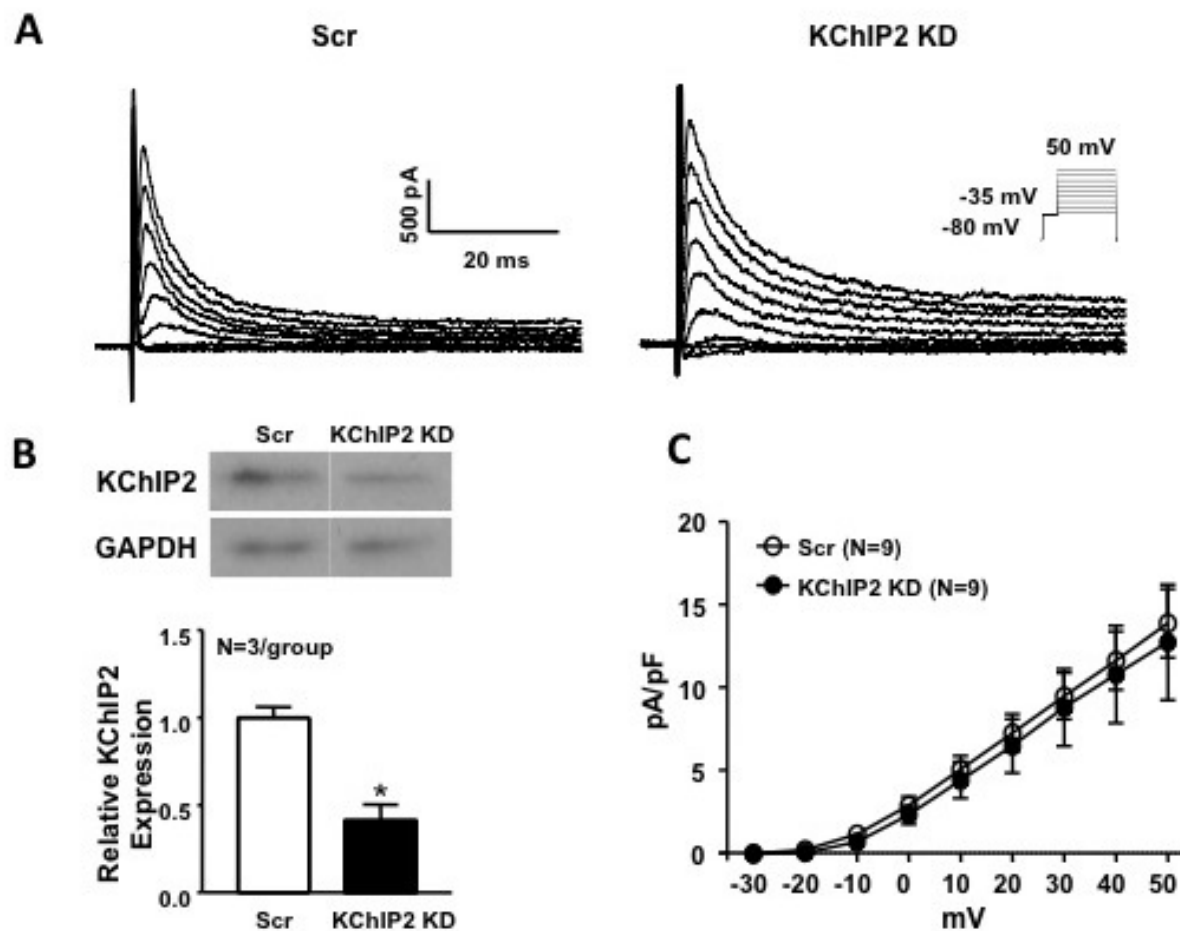 A
Scr
KChIP2 KD
500 pA
20 ms
50 mV
-35 mV
-80 mV
B
Scr KChIP2 KD
KChIP2
GAPDH
1.5
1.0
0.5
0.0
Relative KChIP2
Expression
N=3/group
*
Scr KChIP2 KD
C
20
15
10
5
0
pA/pF
Scr (N=9)
KChIP2 KD (N=9)
-30 -20 -10 0 10 20 30 40 50
mV